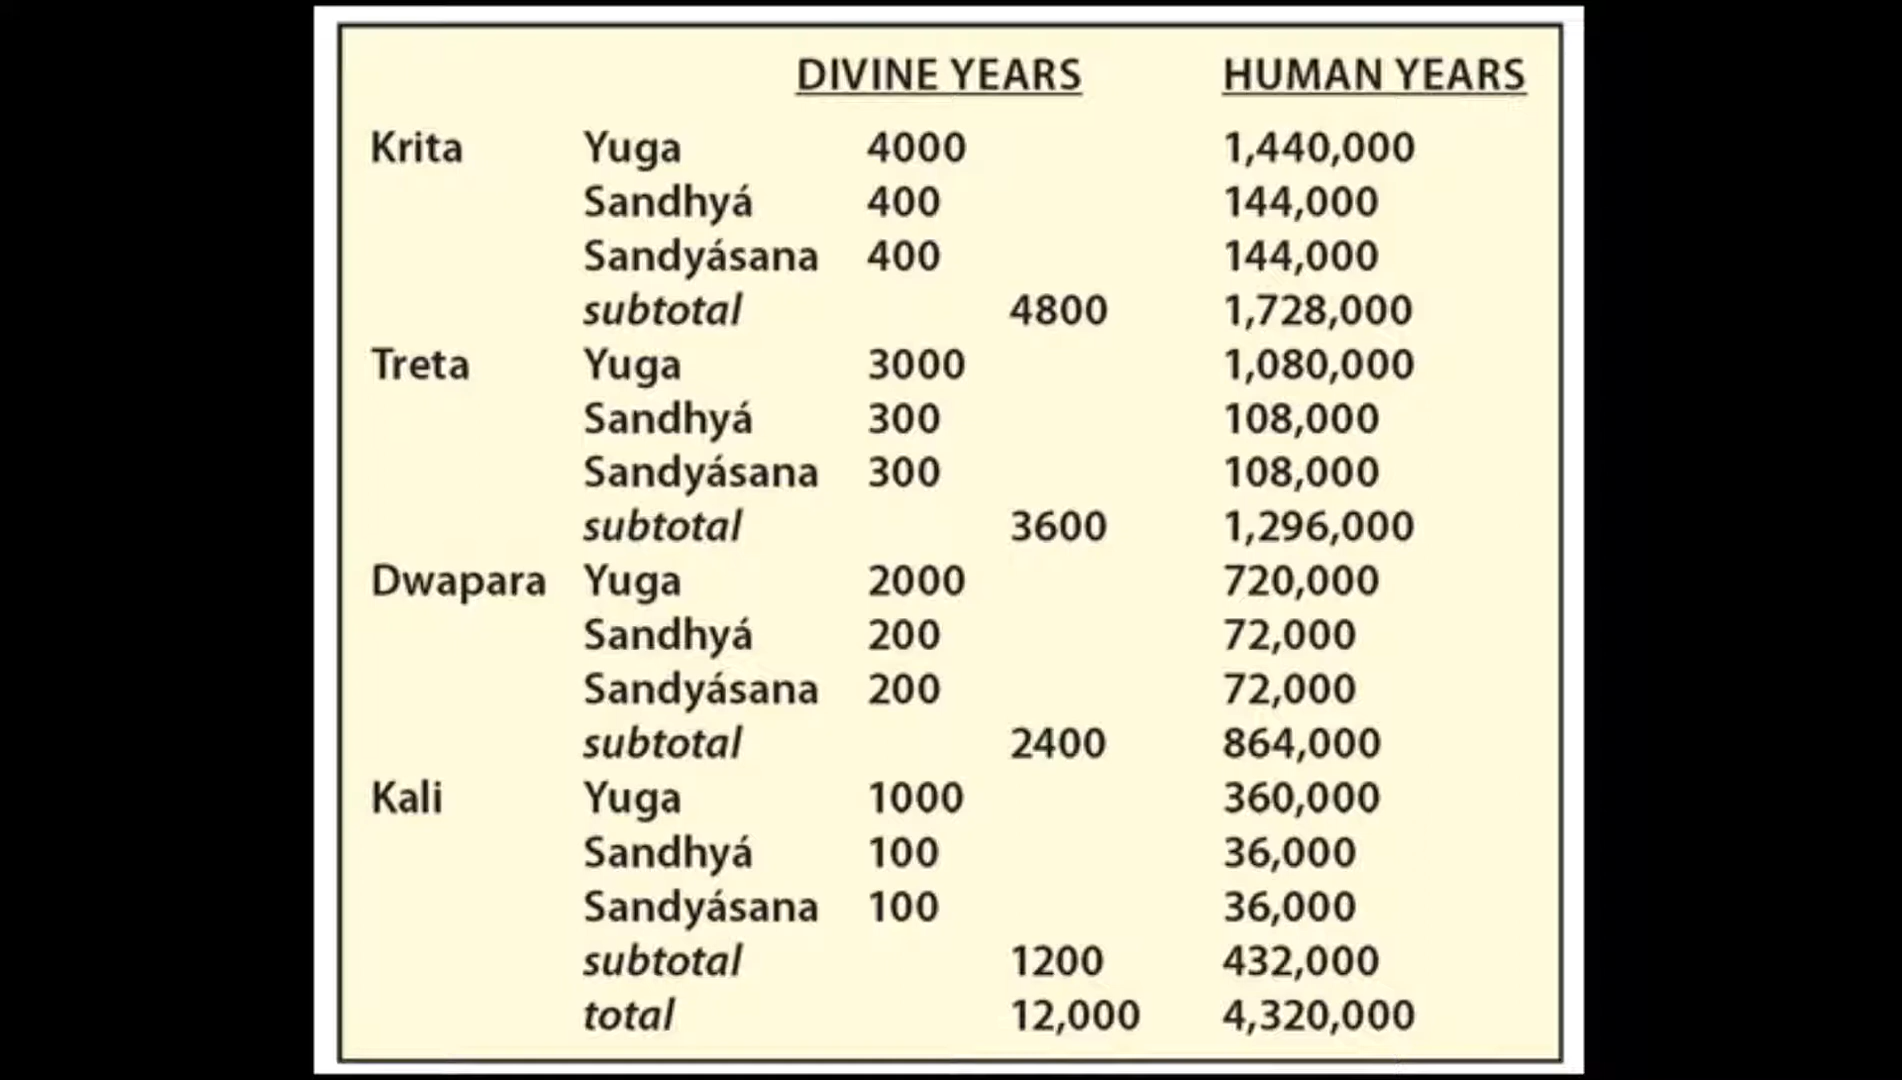 DIVINE YEARS HUMAN YEARS
Krita Yuga 4000 1,440,000
Sandhyá 400 144,000
Sandyásana 400 144,000
subtotal 4800 1,728,000
Treta Yuga 3000 1,080,000
Sandhyá 300 108,000
Sandyásana 300 108,000
subtotal 3600 1,296,000
Dwapara Yuga 2000 720,000
Sandhyá 200 72,000
Sandyásana 200 72,000
subtotal 2400 864,000
Kali Yuga 1000 360,000
Sandhyá 100 36,000
Sandyásana 100 36,000
subtotal 1200 432,000
total 12,000 4,320,000